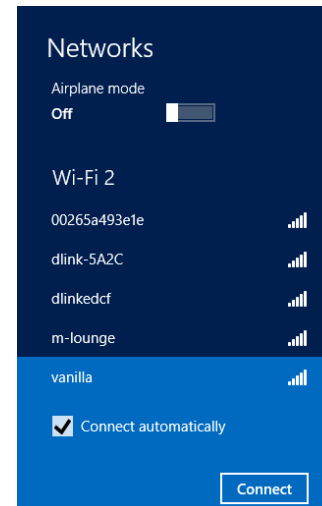 Networks
Airplane mode
Off
Wi-Fi 2
00265a493e1e
dlink-5A2C
dlinkedcf
m-lounge
vanilla
Connect automatically
Connect